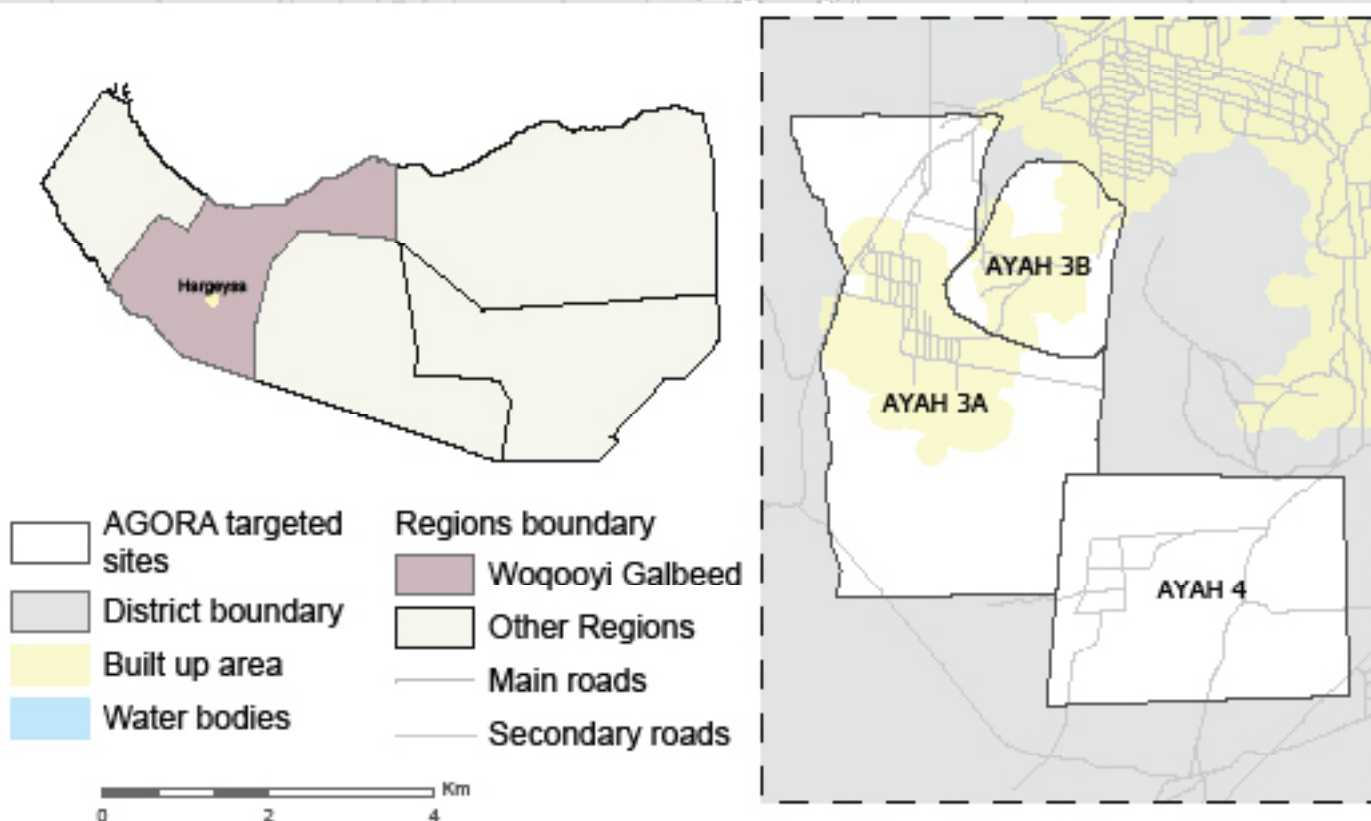 Hargeysa
AYAH 3B
AYAH 3A
AYAH 4
AGORA targeted
sites
District boundary
Built up area
Water bodies
Regions boundary
Woqooyi Galbeed
Other Regions
Main roads
Secondary roads
Km
0 2 4